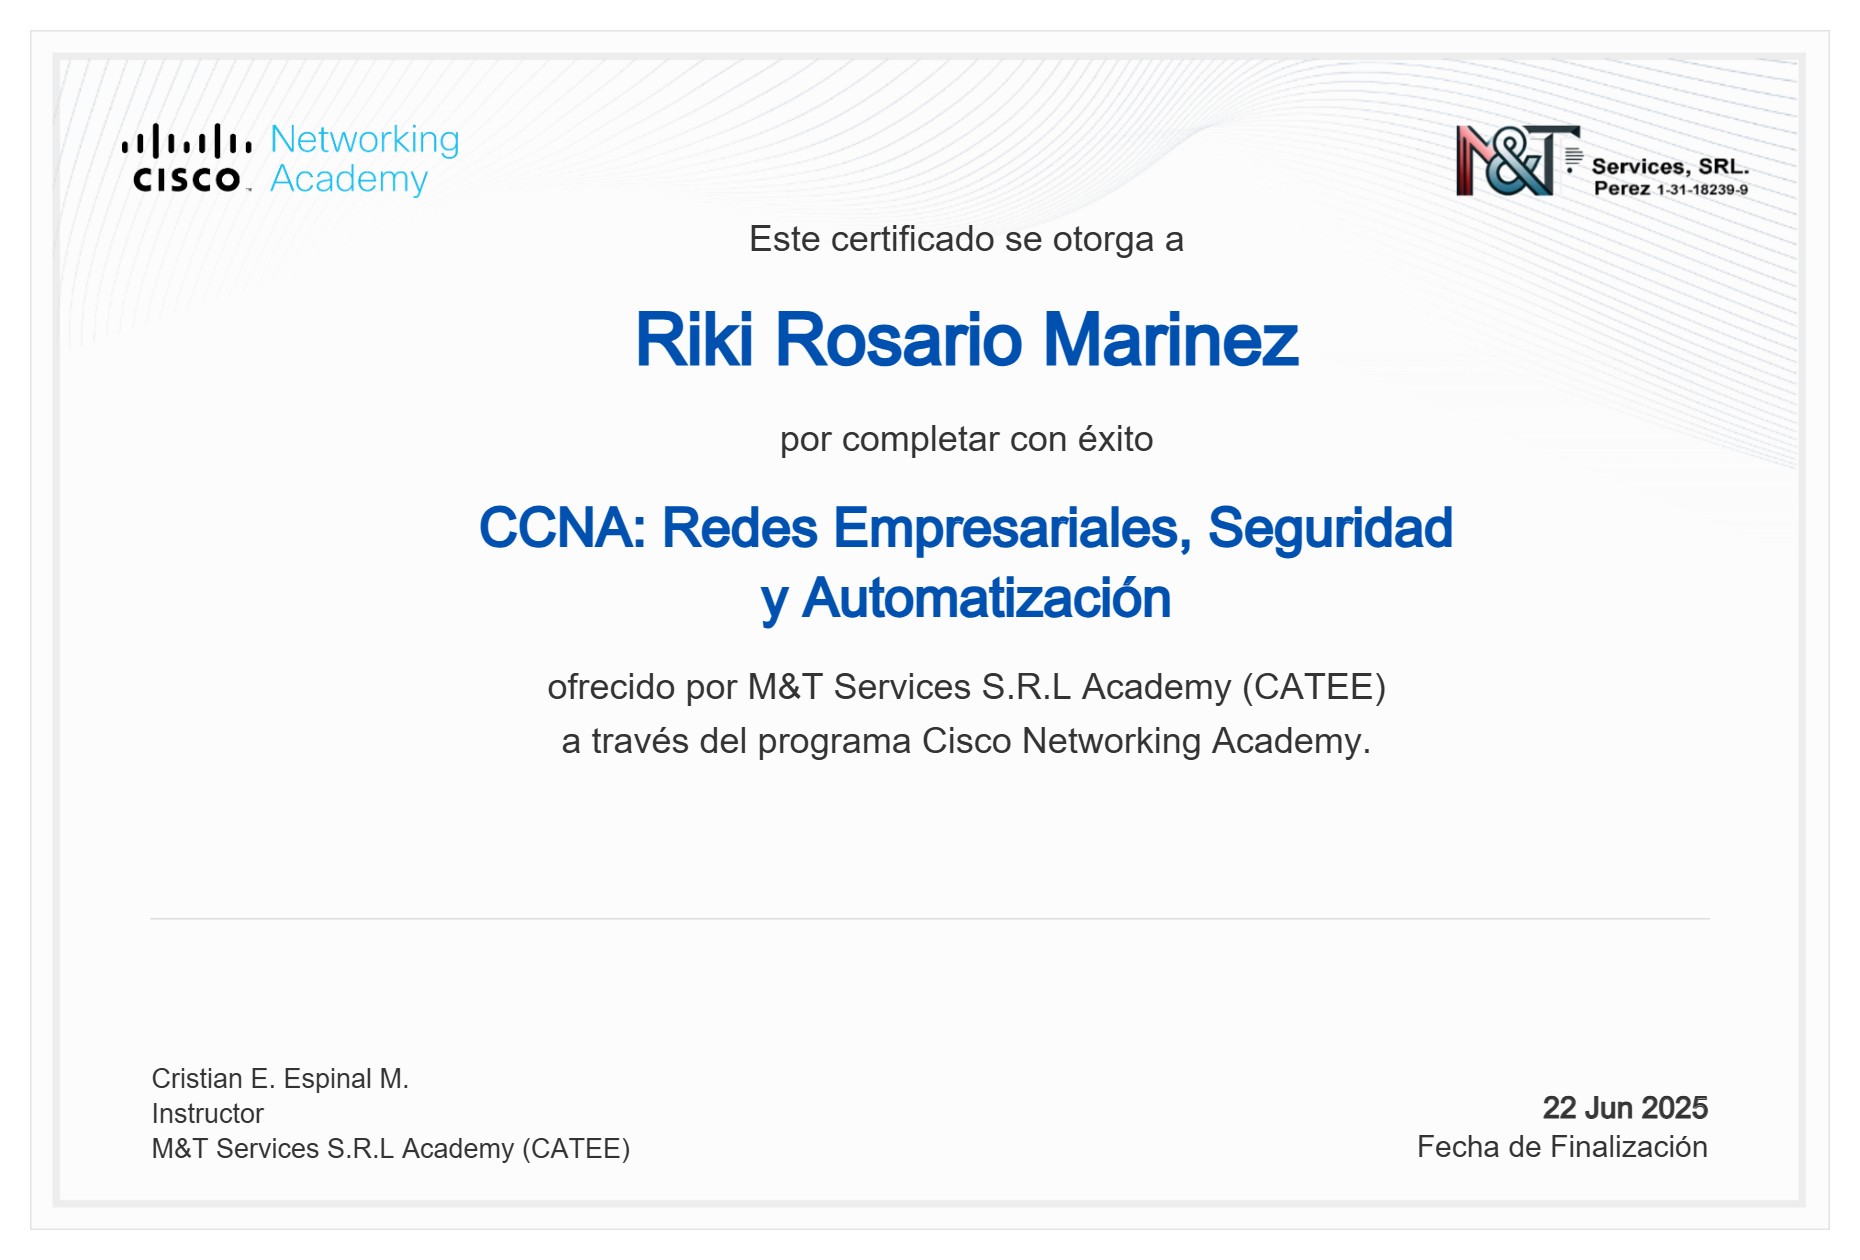 CISCO
Networking
Academy
M&T
Services, SRL.
Perez 1-31-18239-9
Este certificado se otorga a
Riki Rosario Marinez
por completar con éxito
CCNA: Redes Empresariales, Seguridad
y Automatización
ofrecido por M&T Services S.R.L Academy (CATEE)
a través del programa Cisco Networking Academy.
Cristian E. Espinal M.
Instructor
M&T Services S.R.L Academy (CATEE)
22 Jun 2025
Fecha de Finalización